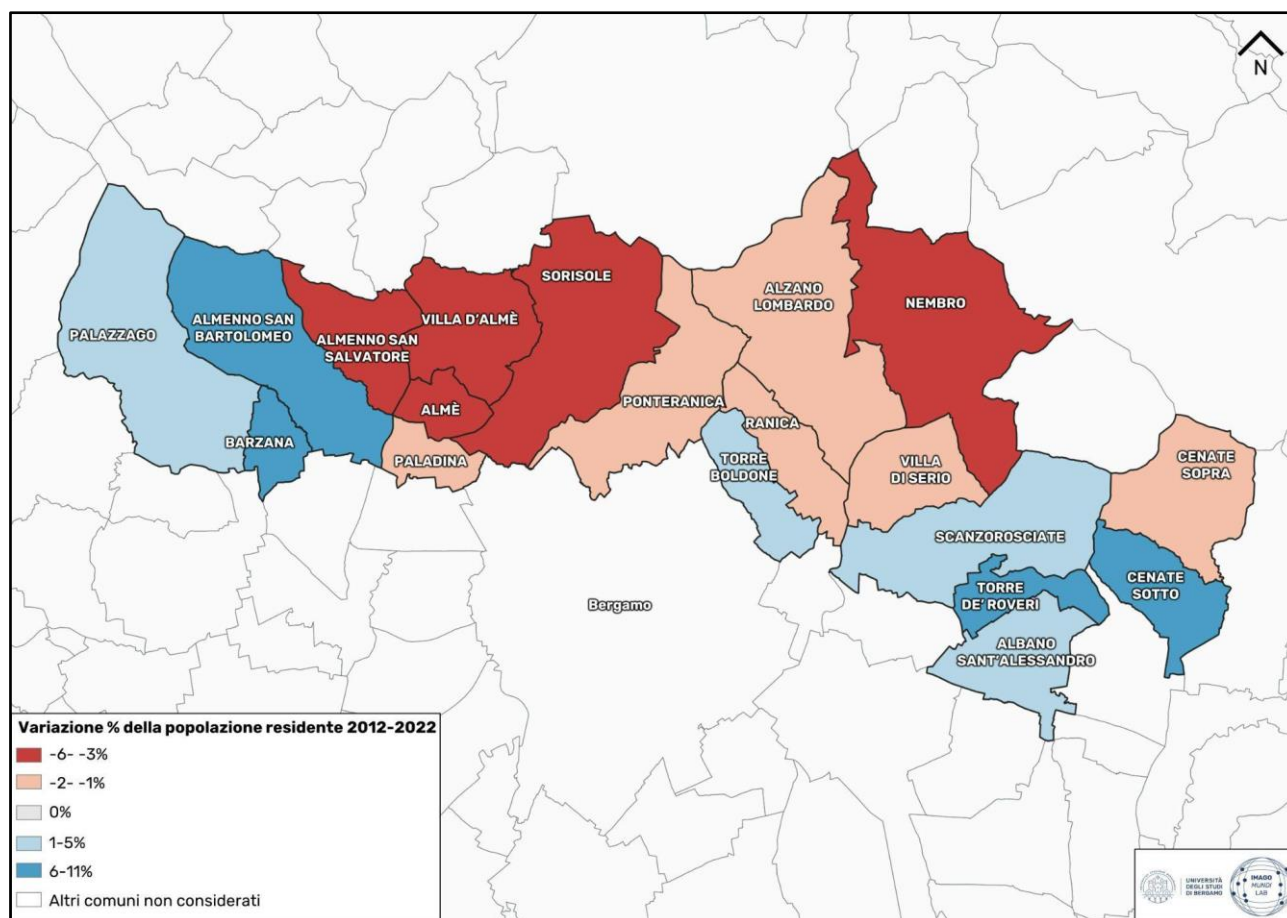 N
SORISOLE
ALZANO
LOMBARDO
NEMBRO
PALAZZAGO
ALMENNO SAN
BARTOLOMEO
ALMENNO SAN
SALVATORE
VILLA D'ALMÈ
ALMÈ
PONTERANICA
RANICA
BARZANA
PALADINA
TORRE
BOLDONE
VILLA
DI SERIO
CENATE
SOPRA
SCANZOROSCIATE
TORRE
DE' ROVERI
CENATE
SOTTO
Bergamo
ALBANO
SANT'ALESSANDRO
Variazione % della popolazione residente 2012-2022
-6- -3%
-2- -1%
0%
1-5%
6-11%
Altri comuni non considerati
UNIVERSITÀ
DEGLI STUDI
DI BERGAMO
IMAGO
MUNDI
LAB